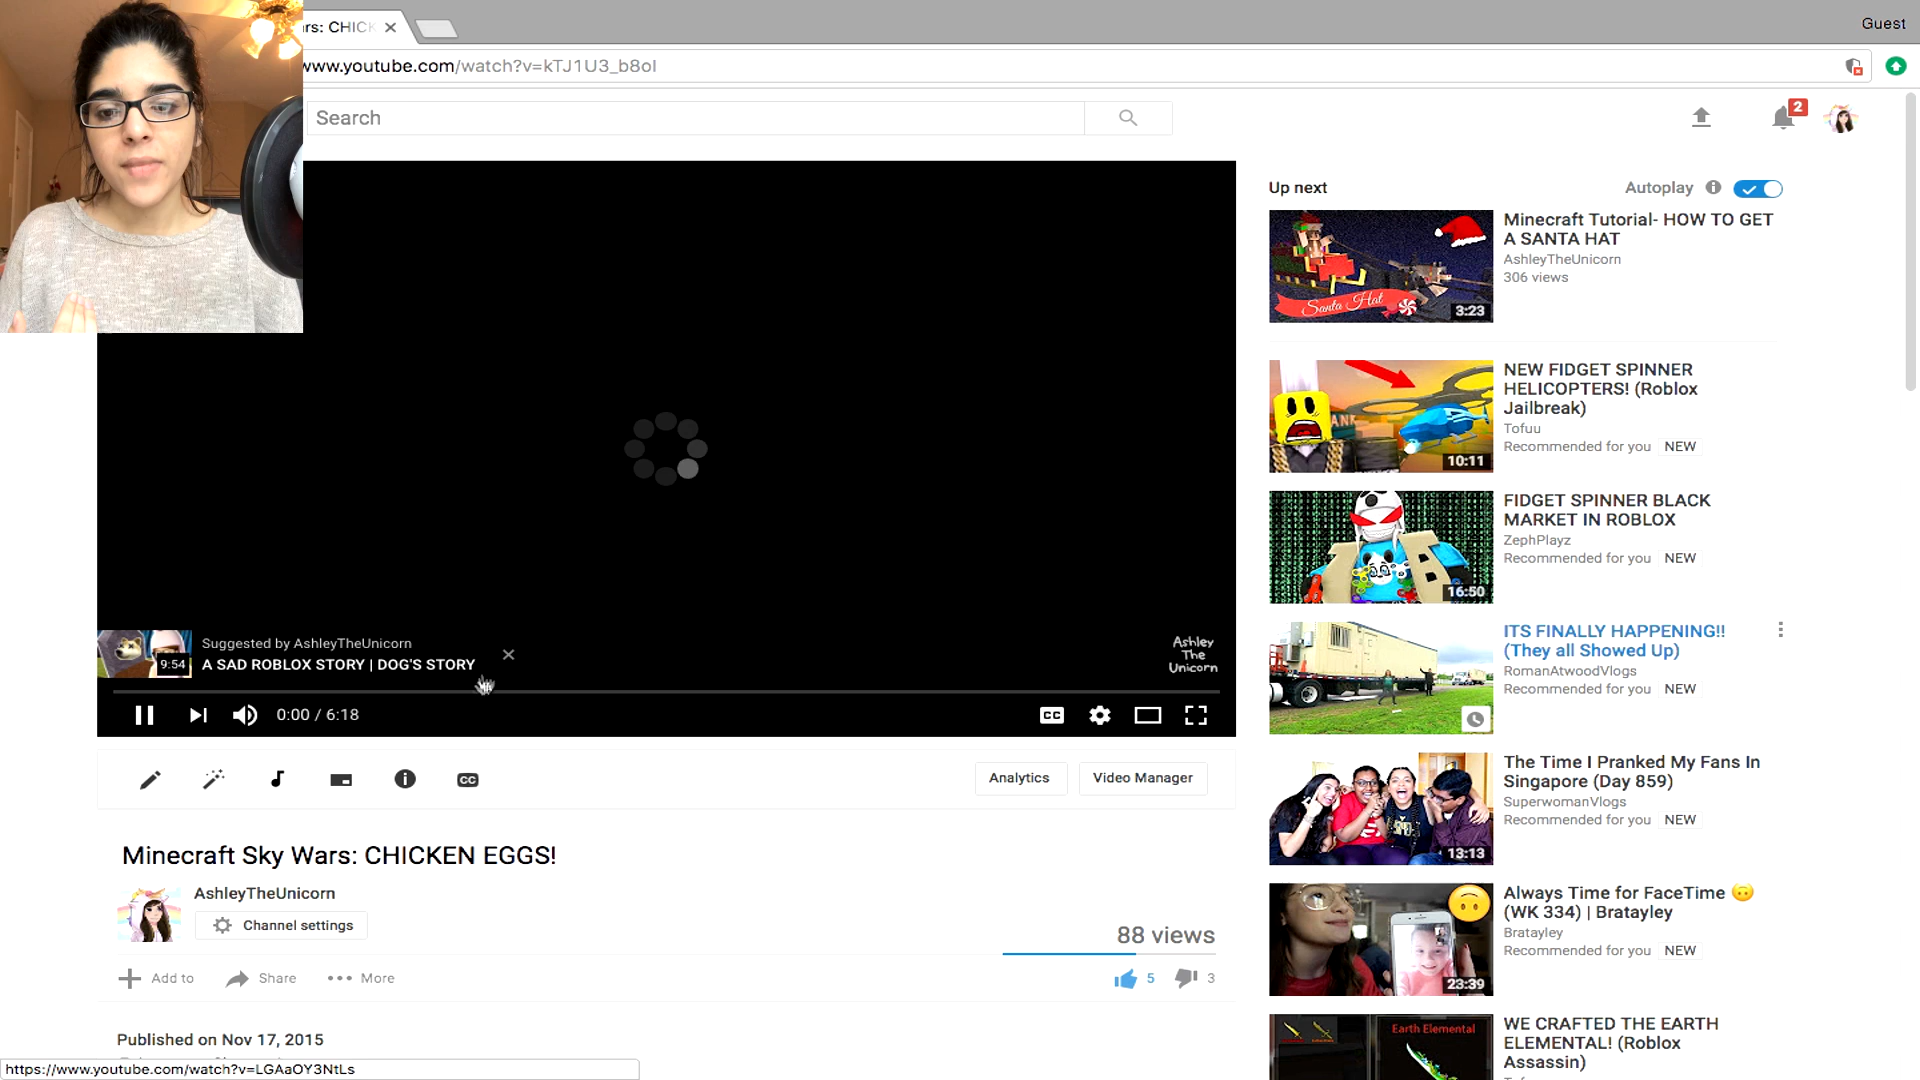 rs: CHICK
Guest
www.youtube.com/watch?v=kTJ1U3_b8oI
Search
2
Up next
Autoplay
Minecraft Tutorial- HOW TO GET
A SANTA HAT
AshleyTheUnicorn
306 views
Santa Hat
3:23
NEW FIDGET SPINNER
HELICOPTERS! (Roblox
Jailbreak)
Tofuu
Recommended for you NEW
10:11
FIDGET SPINNER BLACK
MARKET IN ROBLOX
ZephPlayz
Recommended for you NEW
16:50
ITS FINALLY HAPPENING!!
(They all Showed Up)
RomanAtwoodVlogs
Recommended for you NEW
The Time I Pranked My Fans In
Singapore (Day 859)
SuperwomanVlogs
Recommended for you NEW
13:13
Always Time for FaceTime 🙃
(WK 334) | Bratayley
Bratayley
Recommended for you NEW
23:39
WE CRAFTED THE EARTH
ELEMENTAL! (Roblox
Assassin)
Earth Elemental
Suggested by AshleyTheUnicorn
A SAD ROBLOX STORY | DOG'S STORY
9:54
Ashley
The
Unicorn
0:00 / 6:18
CC
CC
Analytics
Video Manager
Minecraft Sky Wars: CHICKEN EGGS!
AshleyTheUnicorn
Channel settings
88 views
Add to
Share
More
5
3
Published on Nov 17, 2015
https://www.youtube.com/watch?v=LGAaOY3NtLs